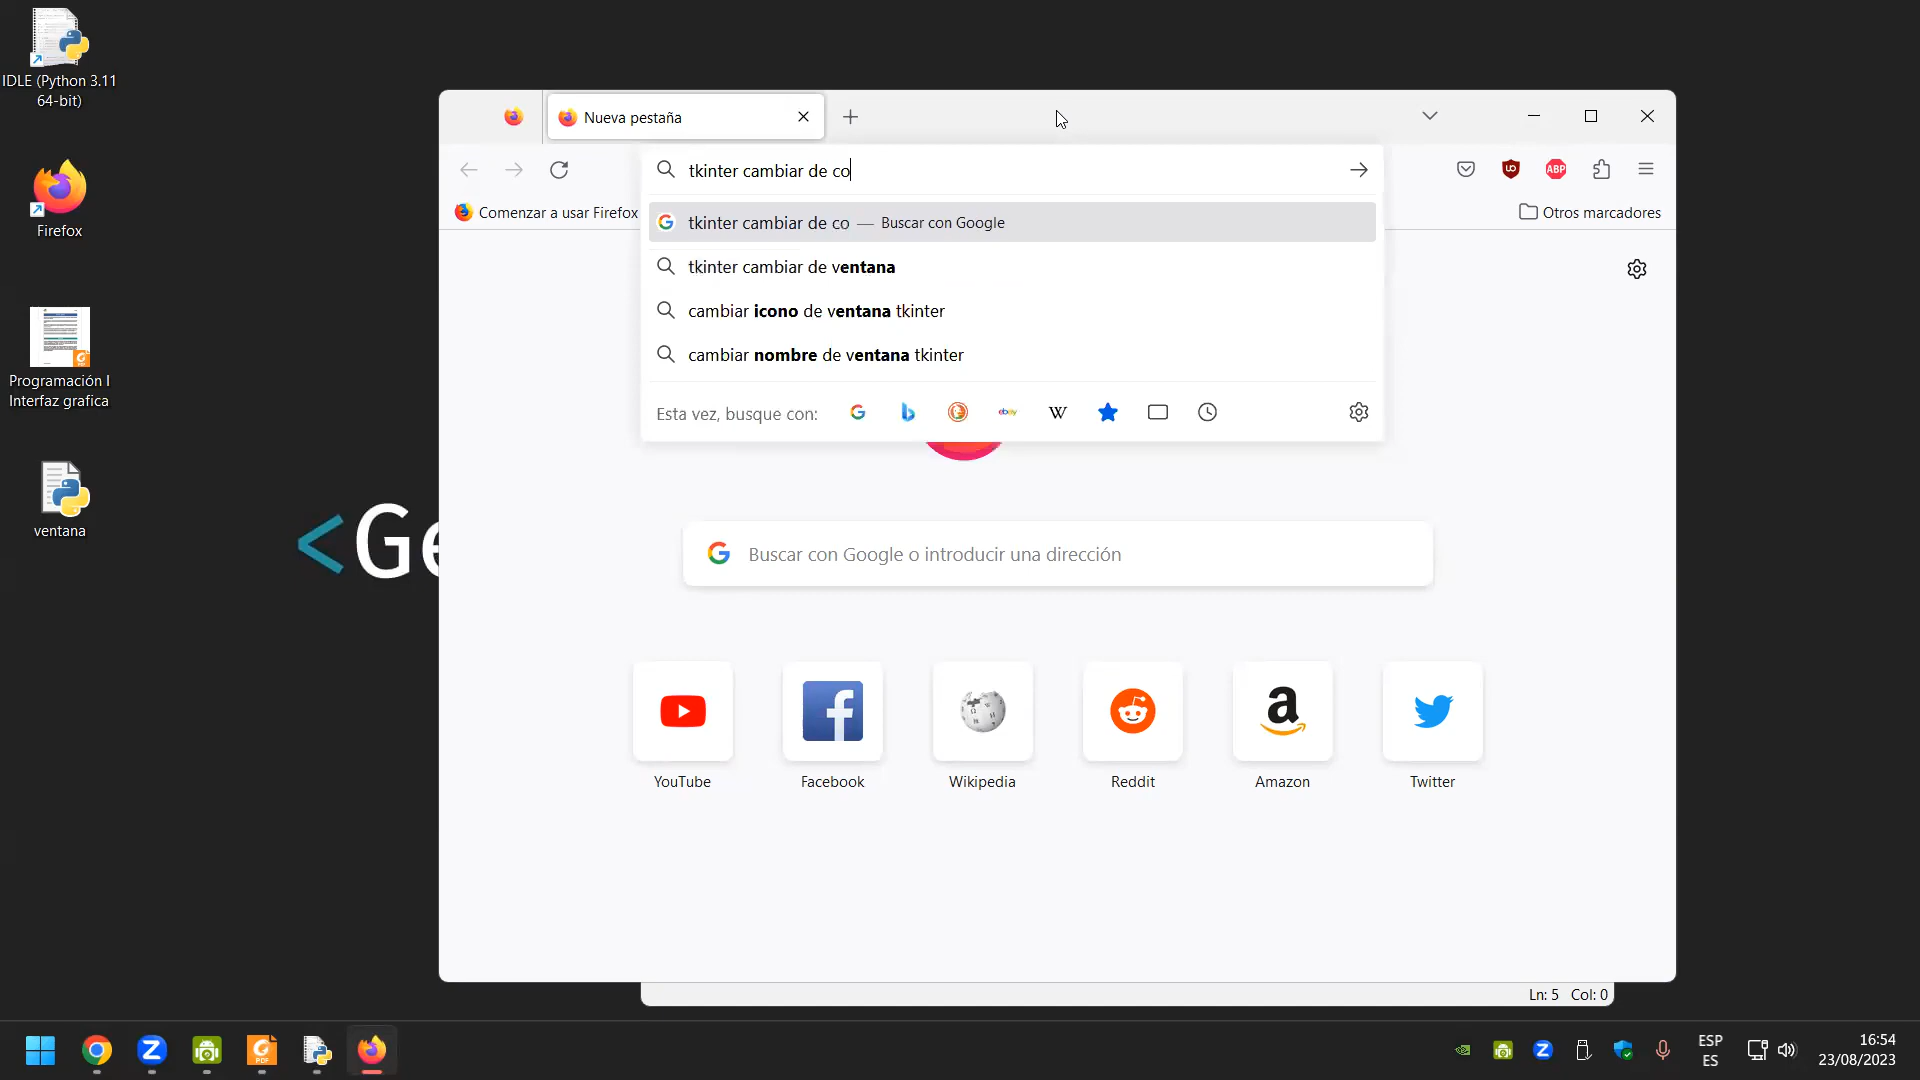 IDLE (Python 3.11
64-bit)
Firefox
Programación I
Interfaz grafica
ventana
<Ge
Nueva pestaña
tkinter cambiar de co
Comenzar a usar Firefox
ABP
Otros marcadores
tkinter cambiar de co — Buscar con Google
tkinter cambiar de ventana
cambiar icono de ventana tkinter
cambiar nombre de ventana tkinter
Esta vez, busque con:
ebay
W
Buscar con Google o introducir una dirección
YouTube
Facebook
Wikipedia
Reddit
Amazon
Twitter
Ln: 5 Col: 0
PDF
ESP
ES
16:54
23/08/2023